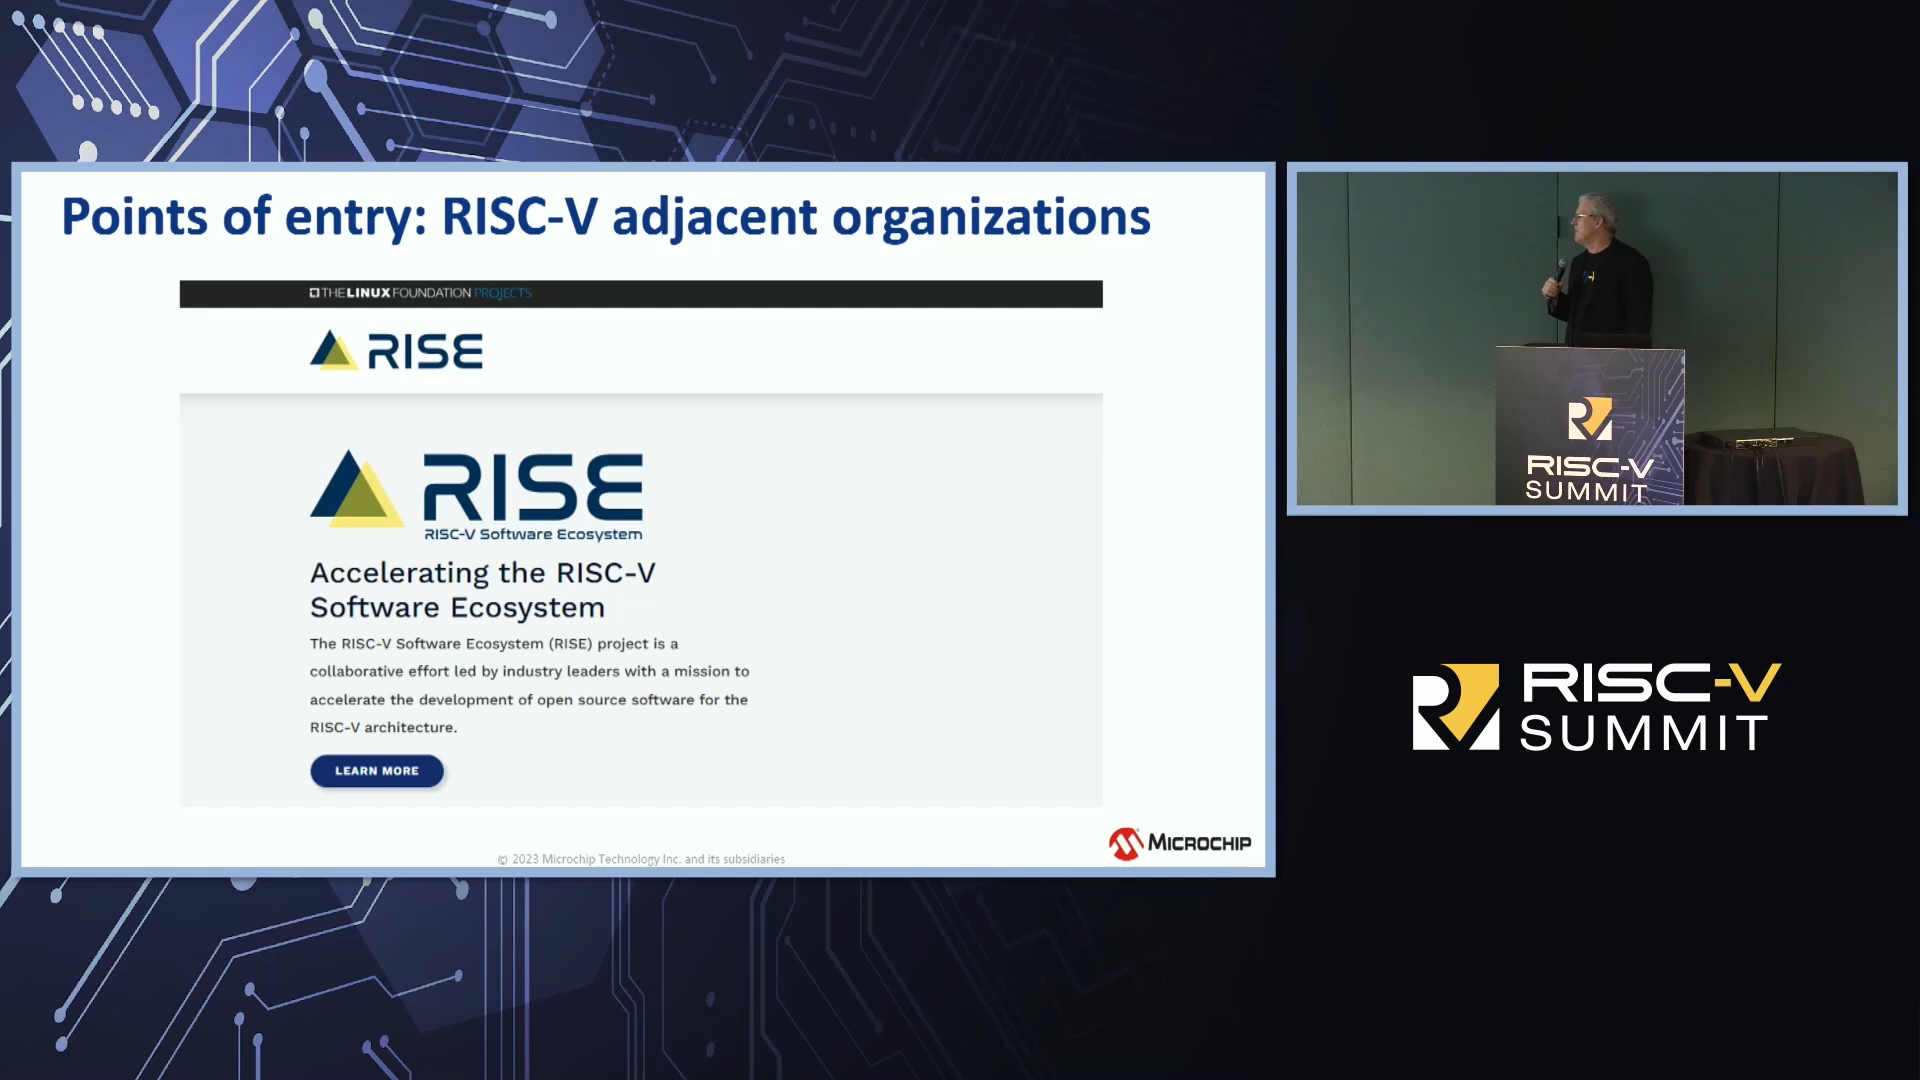 Points of entry: RISC-V adjacent organizations
THE LINUX FOUNDATION PROJECTS
RISE
RISE
RISC-V Software Ecosystem
Accelerating the RISC-V
Software Ecosystem
The RISC-V Software Ecosystem (RISE) project is a
collaborative effort led by industry leaders with a mission to
accelerate the development of open source software for the
RISC-V architecture.
LEARN MORE
MICROCHIP
© 2023 Microchip Technology Inc. and its subsidiaries
RISC-V
SUMMIT
RISC-V
SUMMIT